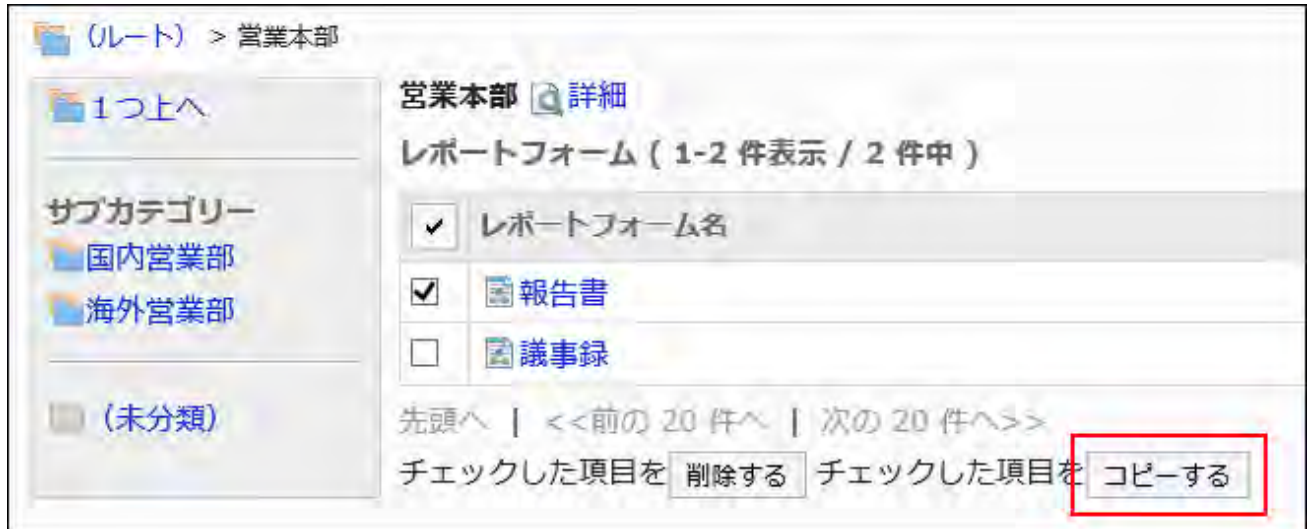 (ルート) > 営業本部
1つ上へ
サブカテゴリー
国内営業部
海外営業部
(未分類)
営業本部 詳細
レポートフォーム ( 1-2 件表示 / 2 件中 )
レポートフォーム名
報告書
議事録
先頭へ | <<前の 20 件へ | 次の 20 件へ>>
チェックした項目を 削除する チェックした項目を コピーする